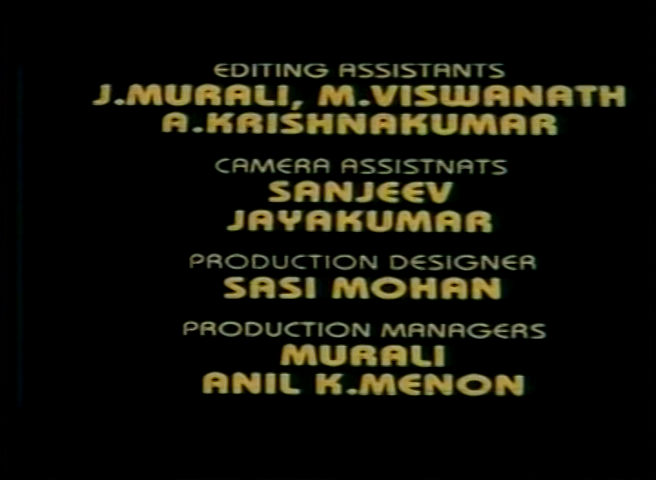 EDITING ASSISTANTS
J.MURALI, M.VISWANATH
A.KRISHNAKUMAR
CAMERA ASSISTNATS
SANJEEV
JAYAKUMAR
PRODUCTION DESIGNER
SASI MOHAN
PRODUCTION MANAGERS
MURALI
ANIL K.MENON